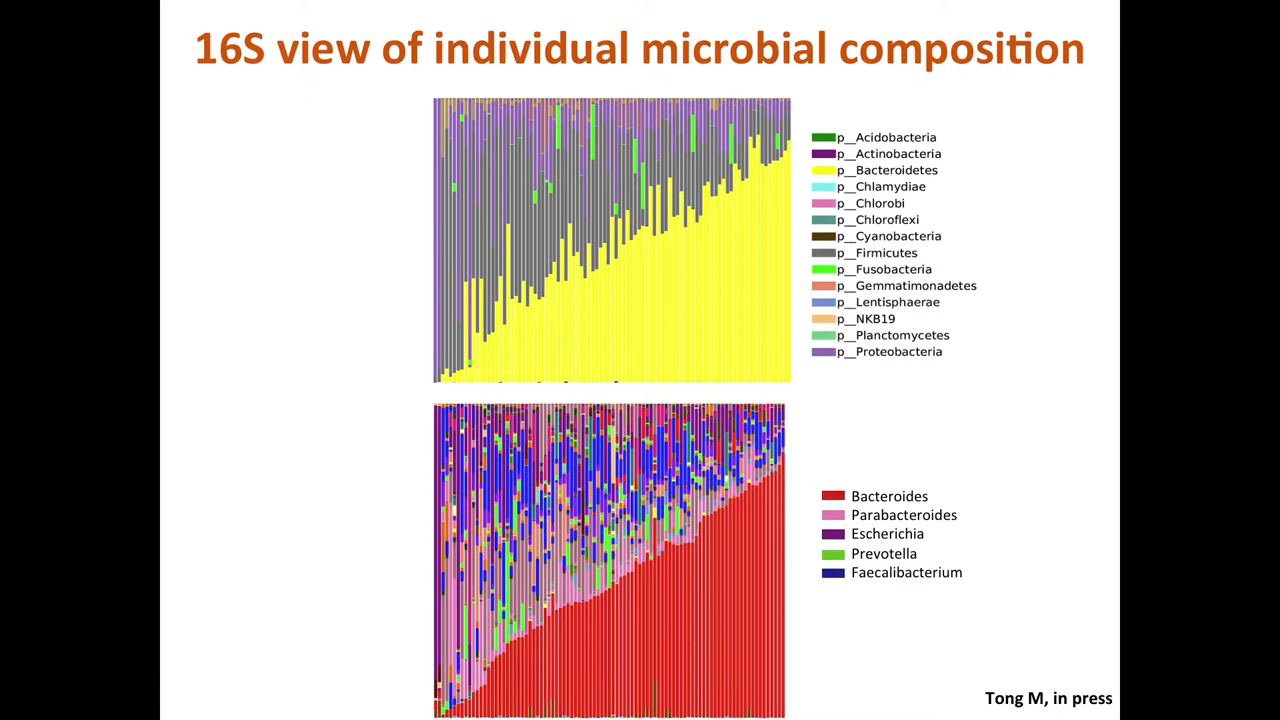 16S view of individual microbial composition
p__Acidobacteria
p__Actinobacteria
p__Bacteroidetes
p__Chlamydiae
p__Chlorobi
p__Chloroflexi
p__Cyanobacteria
p__Firmicutes
p__Fusobacteria
p__Gemmatimonadetes
p__Lentisphaerae
p__NKB19
p__Planctomycetes
p__Proteobacteria
Bacteroides
Parabacteroides
Escherichia
Prevotella
Faecalibacterium
Tong M, in press